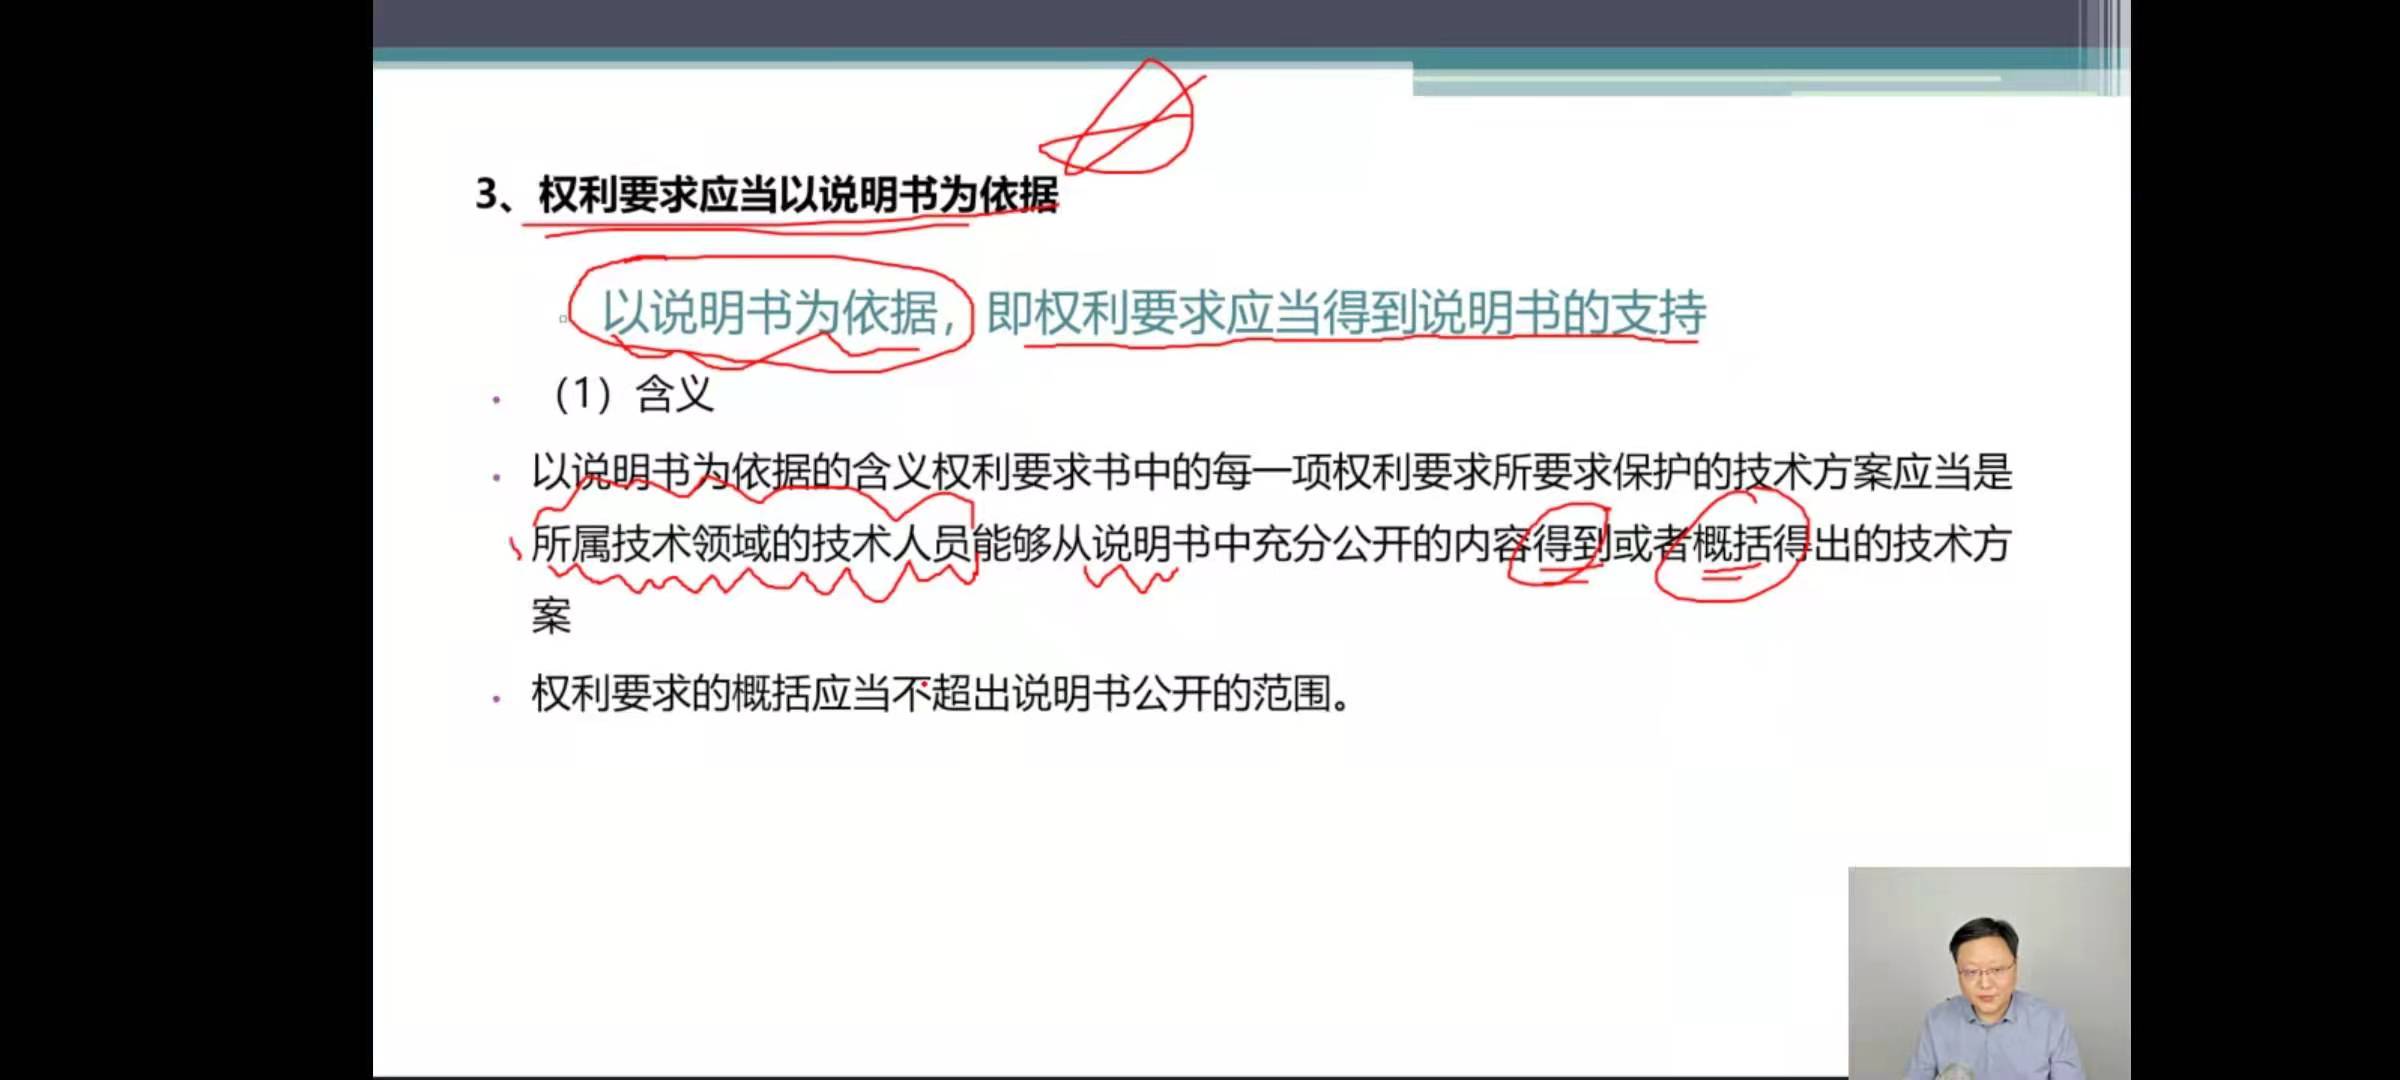 3、权利要求应当以说明书为依据
以说明书为依据，即权利要求应当得到说明书的支持
（1）含义
以说明书为依据的含义权利要求书中的每一项权利要求所要求保护的技术方案应当是
所属技术领域的技术人员能够从说明书中充分公开的内容得到或者概括得出的技术方
案
权利要求的概括应当不超出说明书公开的范围。